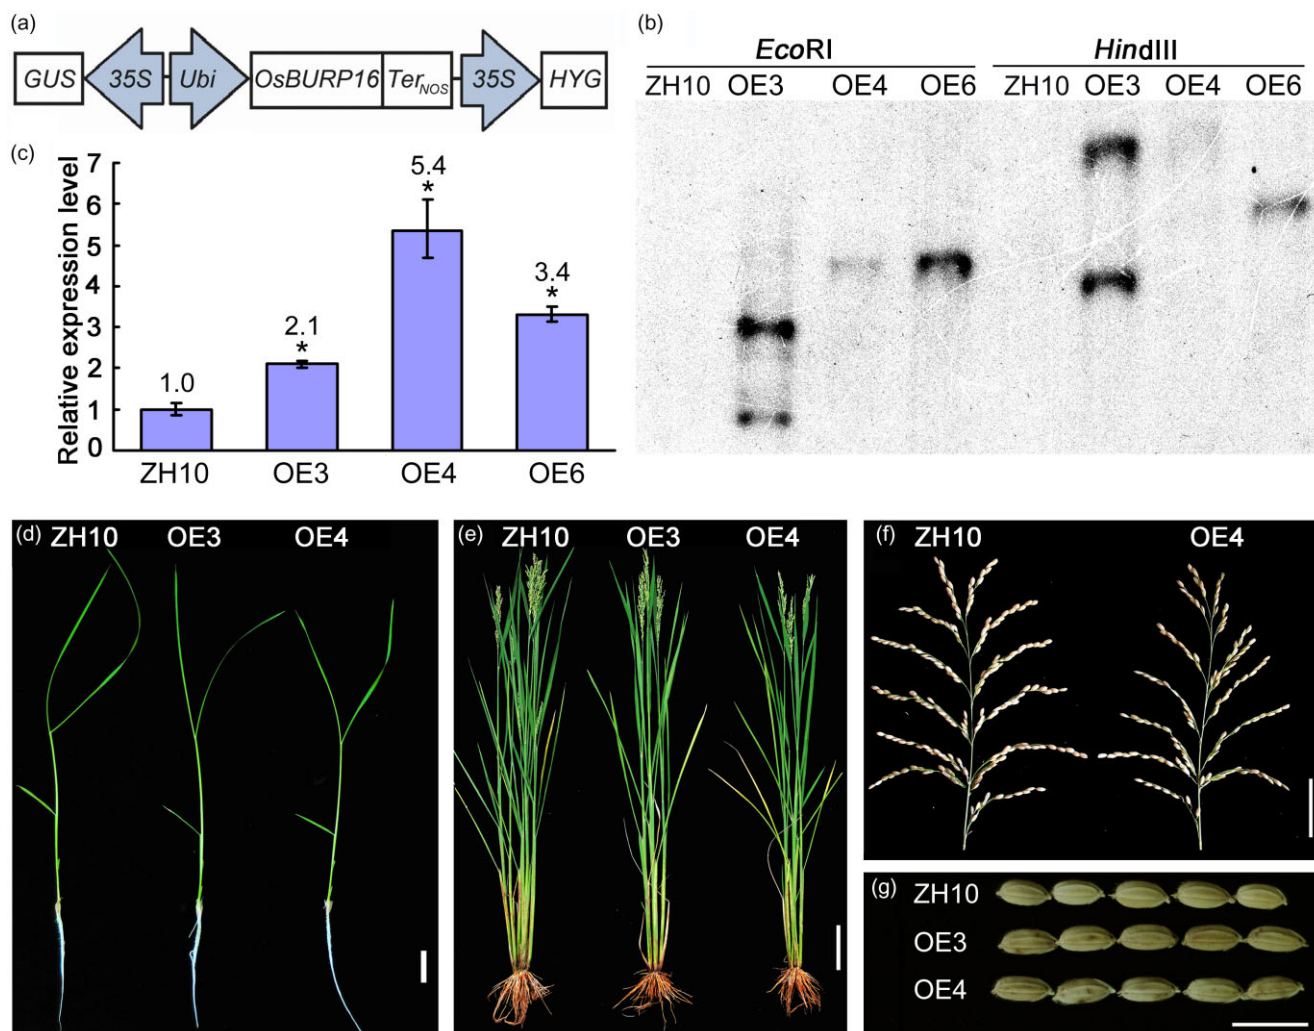 (a)
GUS 35S Ubi OsBURP16 TerNOS 35S HYG
(b)
EcoRI HindIII
ZH10 OE3 OE4 OE6 ZH10 OE3 OE4 OE6
(c)
Relative expression level
7
6
5
4
3
2
1
0
1.0
2.1
*
5.4
*
3.4
*
ZH10 OE3 OE4 OE6
(d) ZH10 OE3 OE4
(e) ZH10 OE3 OE4
(f) ZH10 OE4
(g) ZH10
OE3
OE4